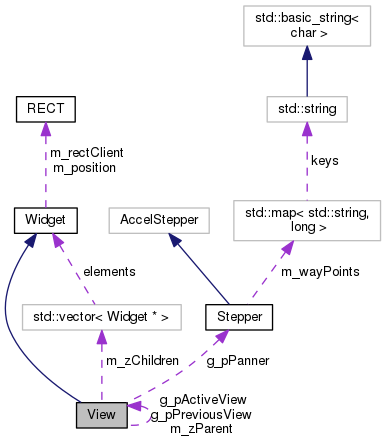 std::basic_string<
char >
RECT
std::string
m_rectClient
m_position
keys
Widget
AccelStepper
std::map< std::string,
long >
elements
m_wayPoints
std::vector< Widget * >
Stepper
m_zChildren
g_pPanner
View
g_pActiveView
g_pPreviousView
m_zParent